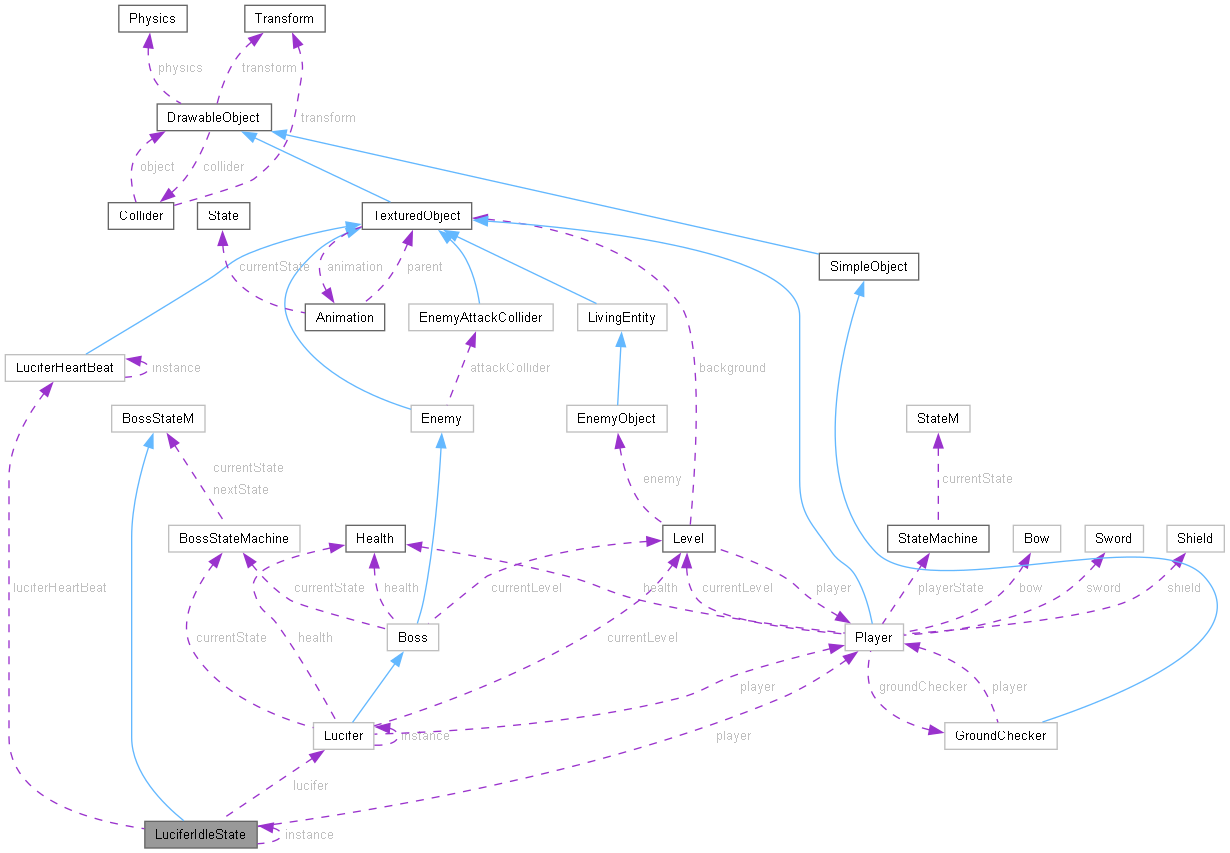 Physics
Transform
physics
transform
DrawableObject
transform
object
collider
Collider
State
TexturedObject
currentState
animation
parent
SimpleObject
Animation
EnemyAttackCollider
LivingEntity
LuciferHeartBeat
instance
attackCollider
background
BossStateM
Enemy
EnemyObject
StateM
currentState
nextState
enemy
currentState
BossStateMachine
Health
Level
StateMachine
Bow
Sword
Shield
luciferHeartBeat
currentState
health
currentLevel
health
currentLevel
player
playerState
bow
sword
shield
currentState
health
Boss
currentLevel
Player
player
groundChecker
player
Lucifer
instance
player
GroundChecker
lucifer
LuciferIdleState
instance